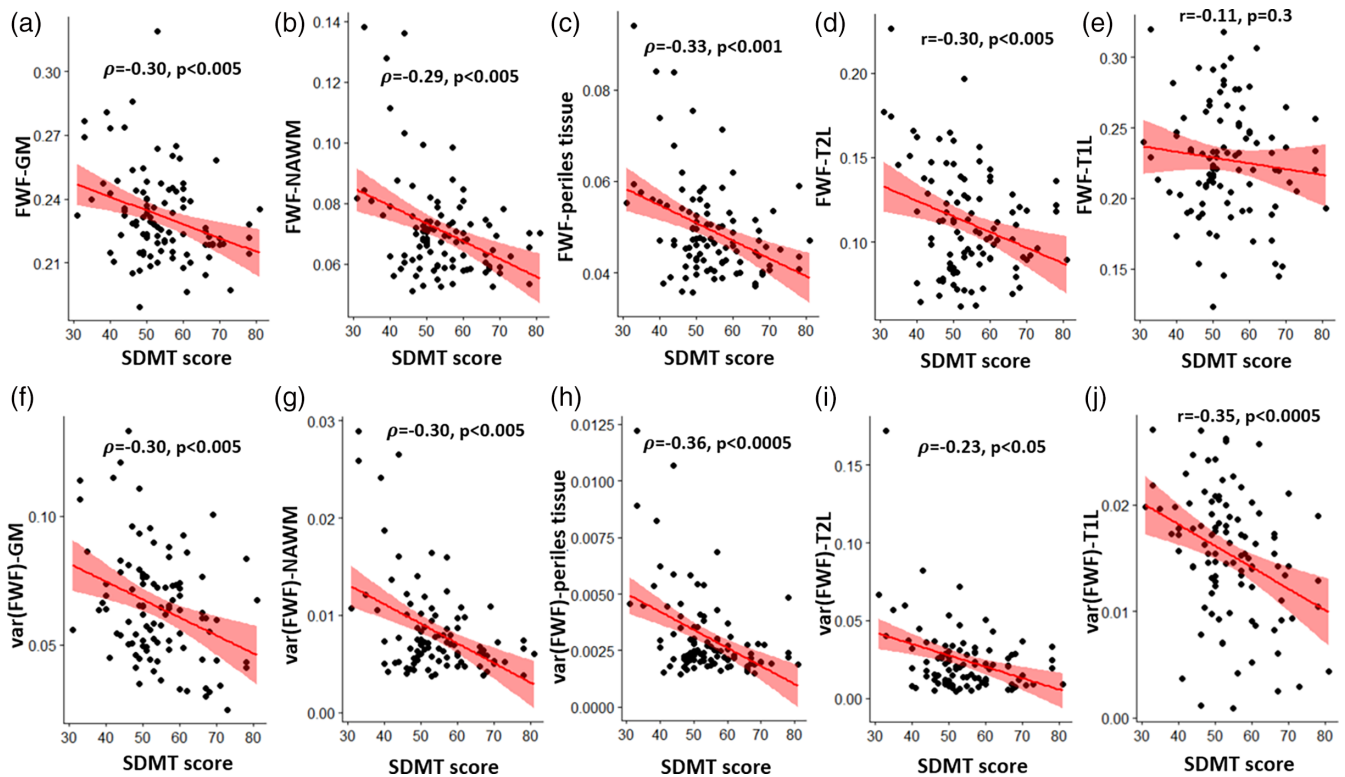 (a)
ρ=-0.30, p<0.005
FWF-GM
0.30
0.27
0.24
0.21
30 40 50 60 70 80
SDMT score
(b)
ρ=-0.29, p<0.005
FWF-NAWM
0.14
0.12
0.10
0.08
0.06
30 40 50 60 70 80
SDMT score
(c)
ρ=-0.33, p<0.001
FWF-periles tissue
0.08
0.06
0.04
30 40 50 60 70 80
SDMT score
(d)
r=-0.30, p<0.005
FWF-T2L
0.20
0.15
0.10
30 40 50 60 70 80
SDMT score
(e)
r=-0.11, p=0.3
FWF-T1L
0.30
0.25
0.20
0.15
30 40 50 60 70 80
SDMT score
(f)
ρ=-0.30, p<0.005
var(FWF)-GM
0.10
0.05
30 40 50 60 70 80
SDMT score
(g)
ρ=-0.30, p<0.005
var(FWF)-NAWM
0.03
0.02
0.01
0.00
30 40 50 60 70 80
SDMT score
(h)
ρ=-0.36, p<0.0005
var(FWF)-periles tissue
0.0125
0.0100
0.0075
0.0050
0.0025
0.0000
30 40 50 60 70 80
SDMT score
(i)
ρ=-0.23, p<0.05
var(FWF)-T2L
0.15
0.10
0.05
0.00
30 40 50 60 70 80
SDMT score
(j)
r=-0.35, p<0.0005
var(FWF)-T1L
0.02
0.01
0.00
30 40 50 60 70 80
SDMT score